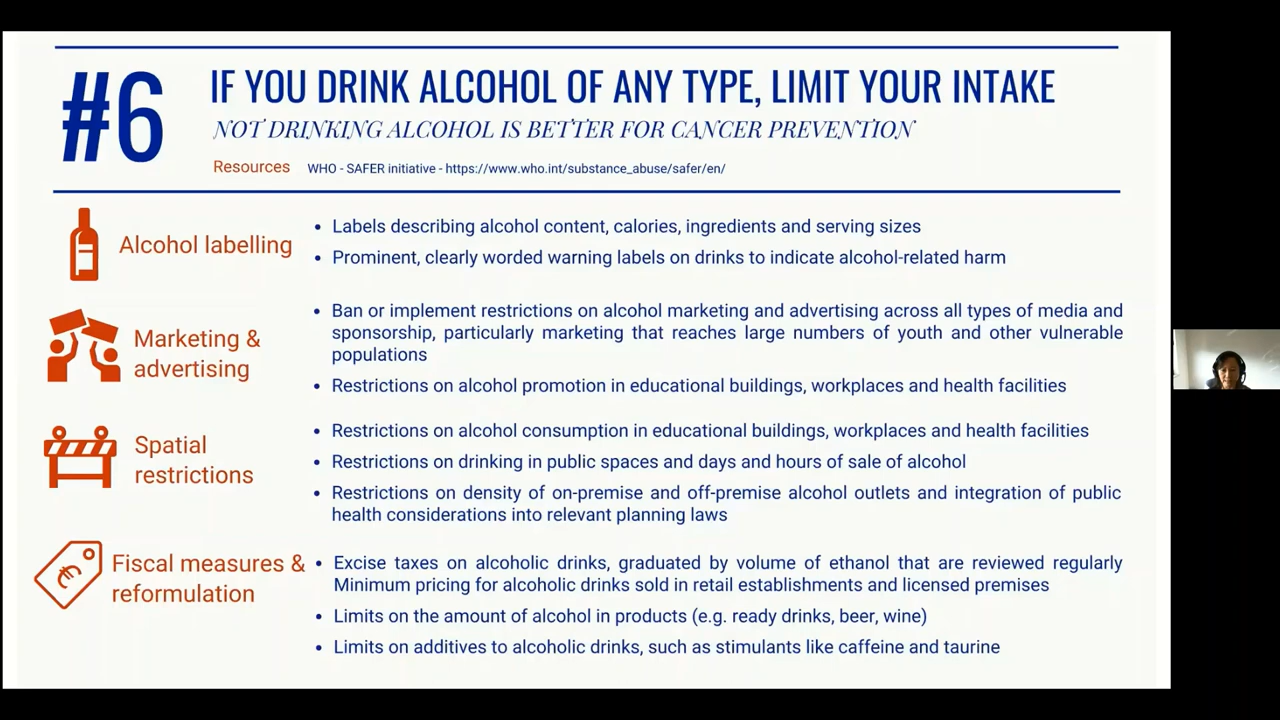 #6
IF YOU DRINK ALCOHOL OF ANY TYPE, LIMIT YOUR INTAKE
NOT DRINKING ALCOHOL IS BETTER FOR CANCER PREVENTION
Resources WHO - SAFER initiative - https://www.who.int/substance_abuse/safer/en/
Alcohol labelling
• Labels describing alcohol content, calories, ingredients and serving sizes
• Prominent, clearly worded warning labels on drinks to indicate alcohol-related harm
Marketing &
advertising
• Ban or implement restrictions on alcohol marketing and advertising across all types of media and
sponsorship, particularly marketing that reaches large numbers of youth and other vulnerable
populations
• Restrictions on alcohol promotion in educational buildings, workplaces and health facilities
Spatial
restrictions
• Restrictions on alcohol consumption in educational buildings, workplaces and health facilities
• Restrictions on drinking in public spaces and days and hours of sale of alcohol
• Restrictions on density of on-premise and off-premise alcohol outlets and integration of public
health considerations into relevant planning laws
€
Fiscal measures &
reformulation
• Excise taxes on alcoholic drinks, graduated by volume of ethanol that are reviewed regularly
Minimum pricing for alcoholic drinks sold in retail establishments and licensed premises
• Limits on the amount of alcohol in products (e.g. ready drinks, beer, wine)
• Limits on additives to alcoholic drinks, such as stimulants like caffeine and taurine